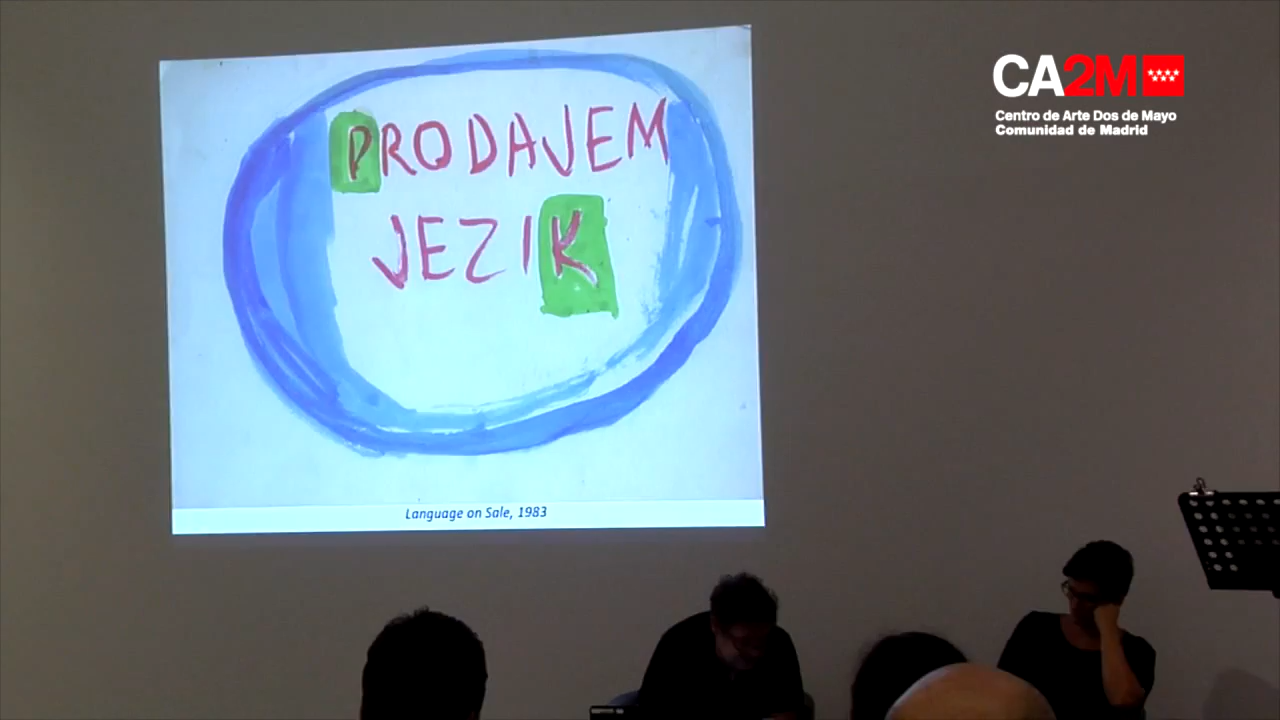 PRODAJEM
JEZIK
Language on Sale, 1983
CA2M
Centro de Arte Dos de Mayo
Comunidad de Madrid